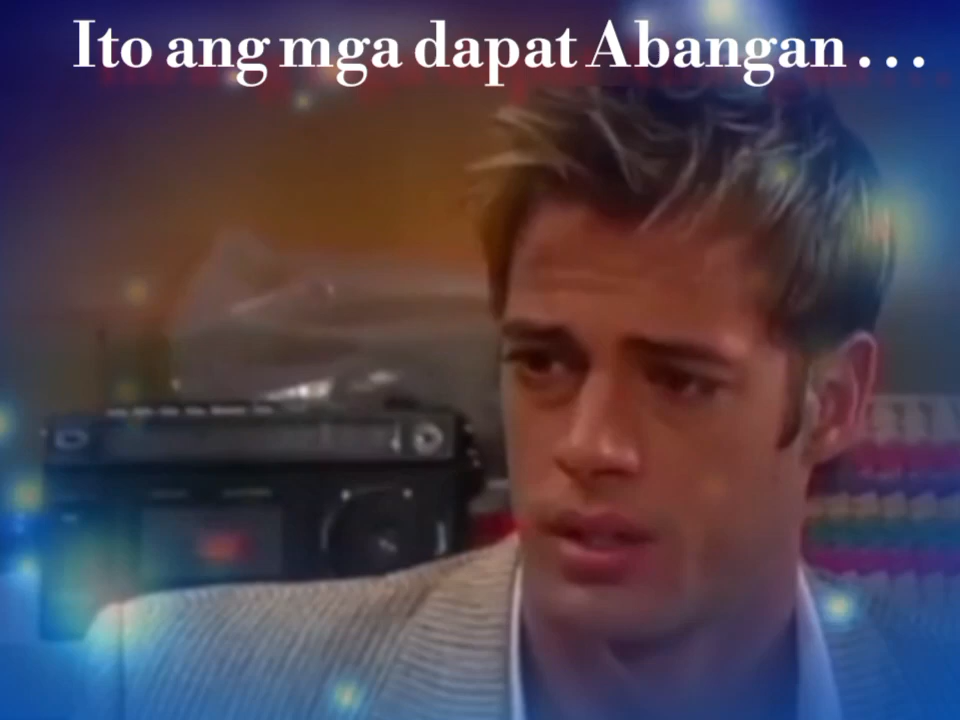 Ito ang mga dapat Abangan . . .